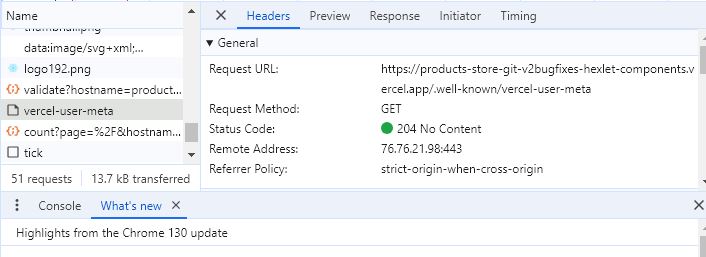 Name
Headers Preview Response Initiator Timing
thumbnail.png
data:image/svg+xml;...
General
logo192.png
Request URL: https://products-store-git-v2bugfixes-hexlet-components.v
validate?hostname=product...
ercel.app/.well-known/vercel-user-meta
vercel-user-meta
Request Method: GET
count?page=%2F&hostnam...
Status Code: 204 No Content
tick
Remote Address: 76.76.21.98:443
51 requests 13.7 kB transferred
Referrer Policy: strict-origin-when-cross-origin
Console What's new
Highlights from the Chrome 130 update